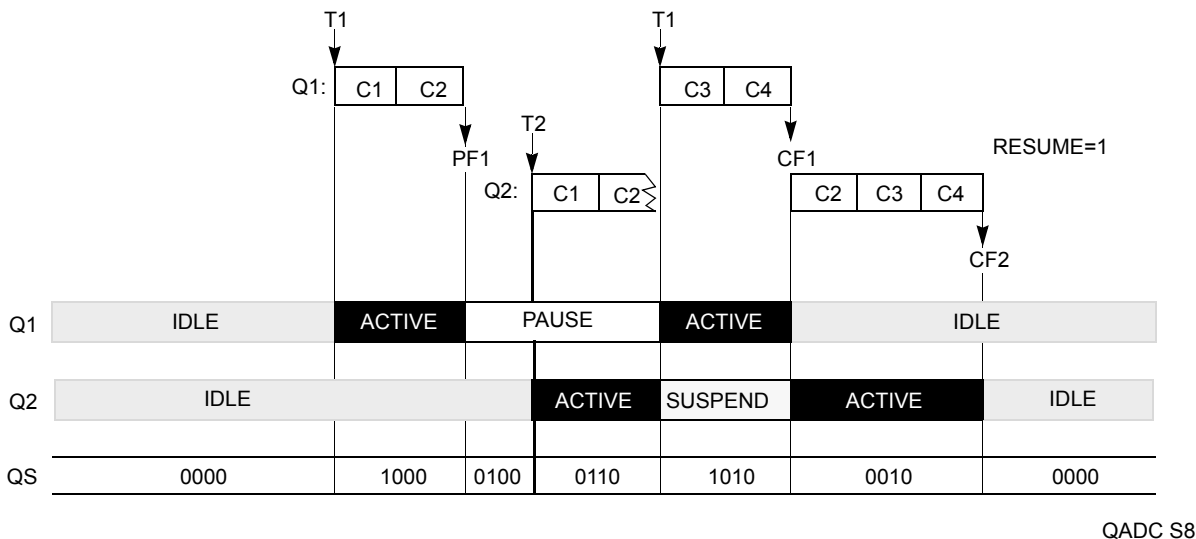 T1 T1
Q1: C1 C2 C3 C4
T2
PF1 CF1 RESUME=1
Q2: C1 C2 C2 C3 C4
CF2
Q1 IDLE ACTIVE PAUSE ACTIVE IDLE
Q2 IDLE ACTIVE SUSPEND ACTIVE IDLE
QS 0000 1000 0100 0110 1010 0010 0000
QADC S8